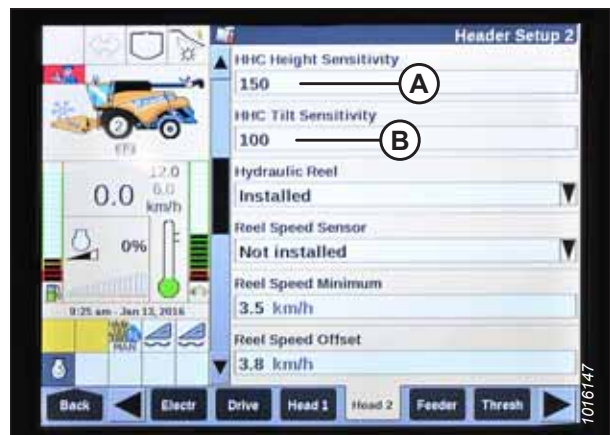 Header Setup 2
HHC Height Sensitivity
150
A
HHC Tilt Sensitivity
100
B
Hydraulic Reel
Installed
Reel Speed Sensor
Not installed
Reel Speed Minimum
3.5 km/h
Reel Speed Offset
3.8 km/h
2
12.0
0.0 6.0
km/h
0%
9:25 am - Jan 13, 2016
MAN
Back Electr Drive Head 1 Head 2 Feeder Thresh
1016147